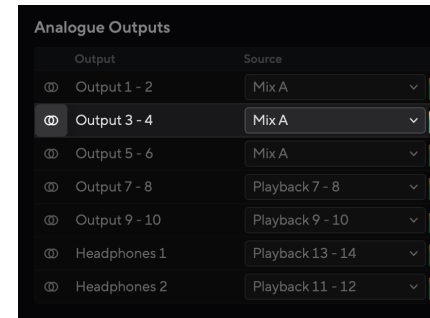 Analogue Outputs
Output Source
Output 1 - 2 Mix A
Output 3 - 4 Mix A
Output 5 - 6 Mix A
Output 7 - 8 Playback 7 - 8
Output 9 - 10 Playback 9 - 10
Headphones 1 Playback 13 - 14
Headphones 2 Playback 11 - 12